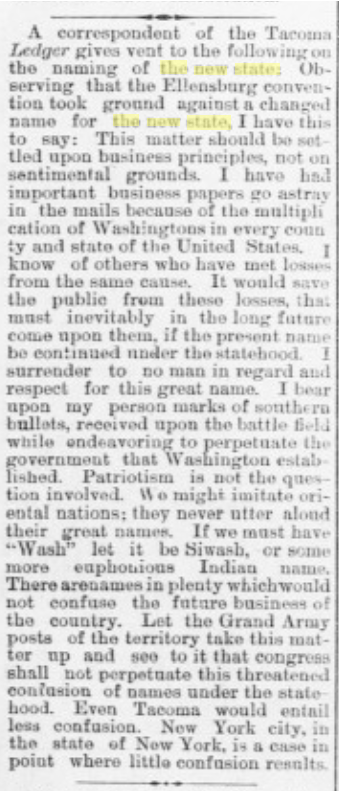 A correspondent of the Tacoma
Ledger gives vent to the following on
the naming of the new state: Ob-
serving that the Ellensburg conven-
tion took ground against a changed
name for the new state, I have this
to say: This matter should be set-
tled upon business principles, not on
sentimental grounds. I have had
important business papers go astray
in the mails because of the multipli
cation of Washingtons in every coun
ty and state of the United States. I
know of others who have met losses
from the same cause. It would save
the public from these losses, that
must inevitably in the long future
come upon them, if the present name
be continued under the statehood. I
surrender to no man in regard and
respect for this great name. I bear
upon my person marks of southern
bullets, received upon the battle field
while endeavoring to perpetuate the
government that Washington estab-
lished. Patriotism is not the ques-
tion involved. We might imitate ori-
ental nations; they never utter aloud
their great names. If we must have
"Wash" let it be Siwash, or some
more euphonious Indian name.
There arenames in plenty whichwould
not confuse the future business of
the country. Let the Grand Army
posts of the territory take this mat-
ter up and see to it that congress
shall not perpetuate this threatened
confusion of names under the state-
hood. Even Tacoma would entail
less confusion. New York city, in
the state of New York, is a case in
point where little confusion results.